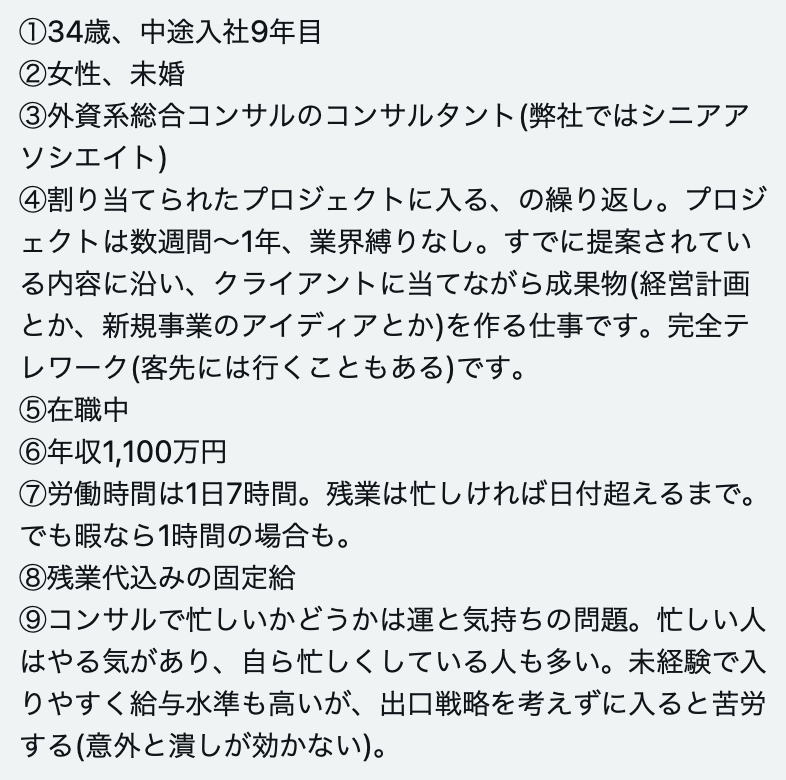 ①34歳、中途入社9年目
②女性、未婚
③外資系総合コンサルのコンサルタント(弊社ではシニアア
ソシエイト)
④割り当てられたプロジェクトに入る、の繰り返し。プロジ
ェクトは数週間〜1年、業界縛りなし。すでに提案されてい
る内容に沿い、クライアントに当てながら成果物(経営計画
とか、新規事業のアイディアとか)を作る仕事です。完全テ
レワーク(客先には行くこともある)です。
⑤在職中
⑥年収1,100万円
⑦労働時間は1日7時間。残業は忙しければ日付超えるまで。
でも暇なら1時間の場合も。
⑧残業代込みの固定給
⑨コンサルで忙しいかどうかは運と気持ちの問題。忙しい人
はやる気があり、自ら忙しくしている人も多い。未経験で入
りやすく給与水準も高いが、出口戦略を考えずに入ると苦労
する(意外と潰しが効かない)。